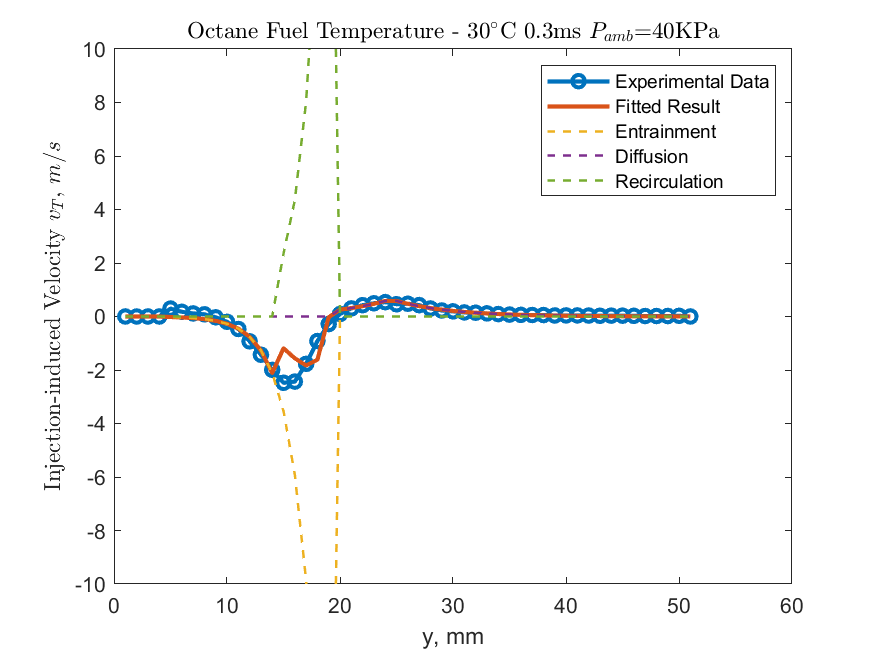 Octane Fuel Temperature - 30°C 0.3ms P_amb=40KPa
Injection-induced Velocity v_T, m/s
10
8
6
4
2
0
-2
-4
-6
-8
-10
Experimental Data
Fitted Result
Entrainment
Diffusion
Recirculation
0 10 20 30 40 50 60
y, mm